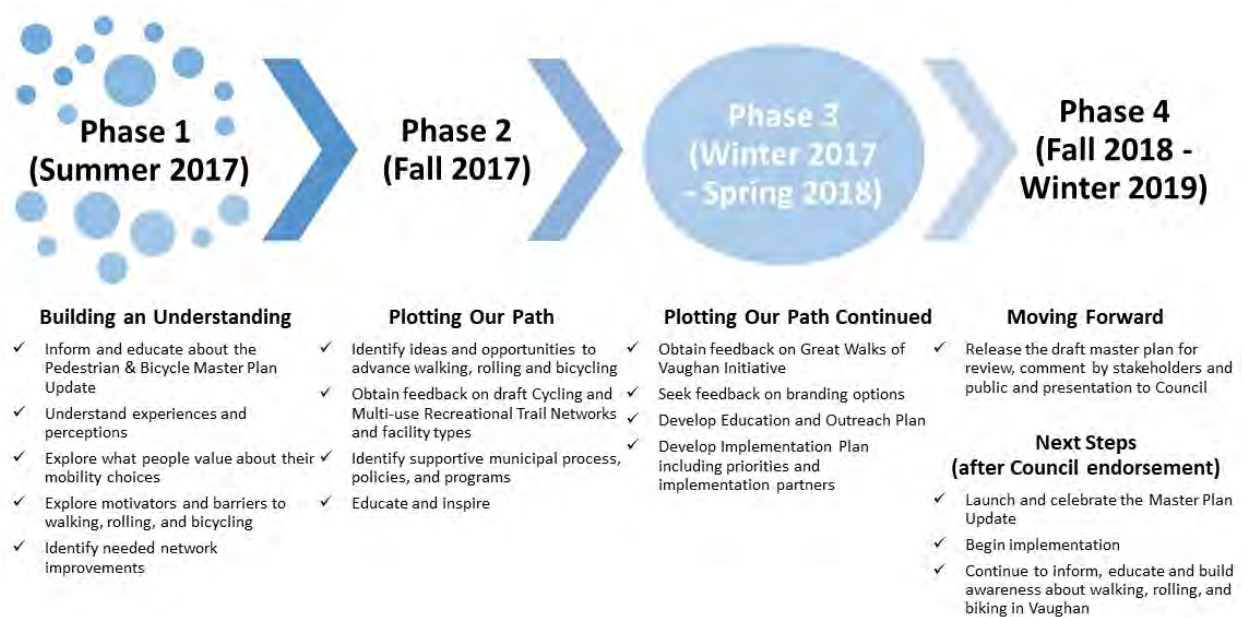 Phase 1
(Summer 2017)
Phase 2
(Fall 2017)
Phase 3
(Winter 2017
- Spring 2018)
Phase 4
(Fall 2018 -
Winter 2019)
Building an Understanding
✓ Inform and educate about the
Pedestrian & Bicycle Master Plan
Update
✓ Understand experiences and
perceptions
✓ Explore what people value about their
mobility choices
✓ Explore motivators and barriers to
walking, rolling, and bicycling
✓ Identify needed network
improvements
Plotting Our Path
✓ Identify ideas and opportunities to
advance walking, rolling and bicycling
✓ Obtain feedback on draft Cycling and
Multi-use Recreational Trail Networks
and facility types
✓ Identify supportive municipal process,
policies, and programs
✓ Educate and inspire
Plotting Our Path Continued
✓ Obtain feedback on Great Walks of
Vaughan Initiative
✓ Seek feedback on branding options
✓ Develop Education and Outreach Plan
✓ Develop Implementation Plan
including priorities and
implementation partners
Moving Forward
✓ Release the draft master plan for
review, comment by stakeholders and
public and presentation to Council
Next Steps
(after Council endorsement)
✓ Launch and celebrate the Master Plan
Update
✓ Begin implementation
✓ Continue to inform, educate and build
awareness about walking, rolling, and
biking in Vaughan